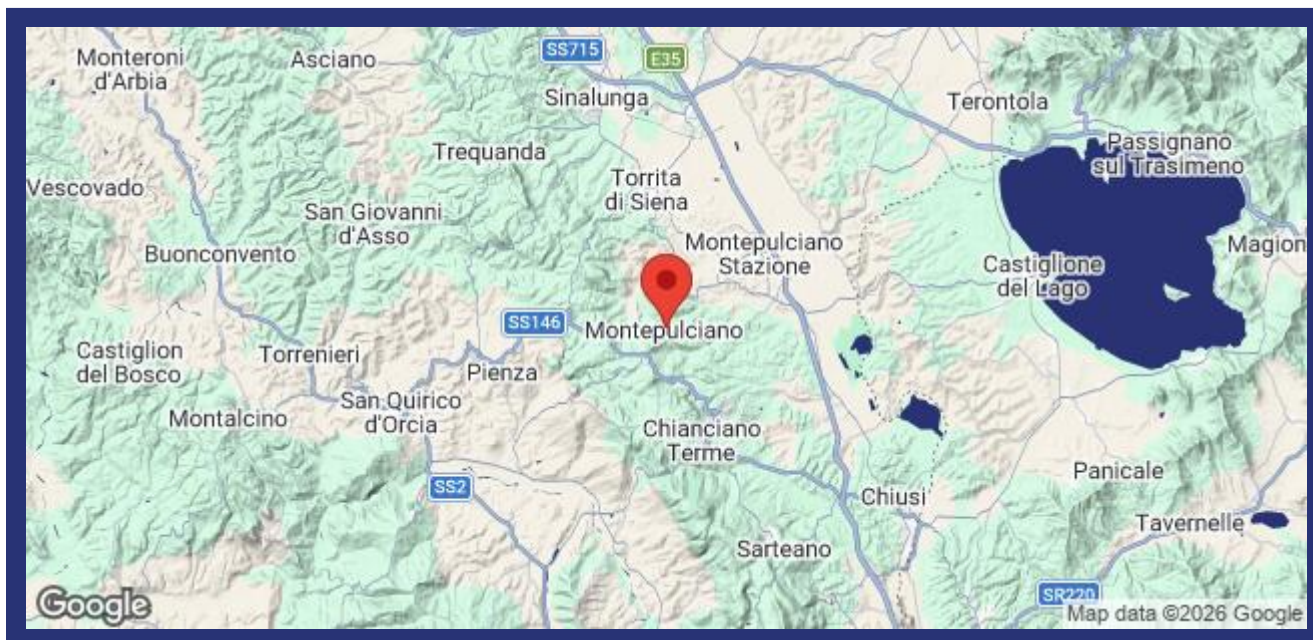 Monteroni
d'Arbia
Asciano
SS715
E35
Sinalunga
Terontola
Passignano
sul Trasimeno
Trequanda
Vescovado
Torrita
di Siena
San Giovanni
d'Asso
Buonconvento
Montepulciano
Stazione
Magion
Castiglione
del Lago
SS146
Montepulciano
Castiglion
del Bosco
Torrenieri
Pienza
San Quirico
d'Orcia
Montalcino
Chianciano
Terme
Panicale
SS2
Chiusi
Tavernelle
Sarteano
SR220
Google
Map data ©2026 Google